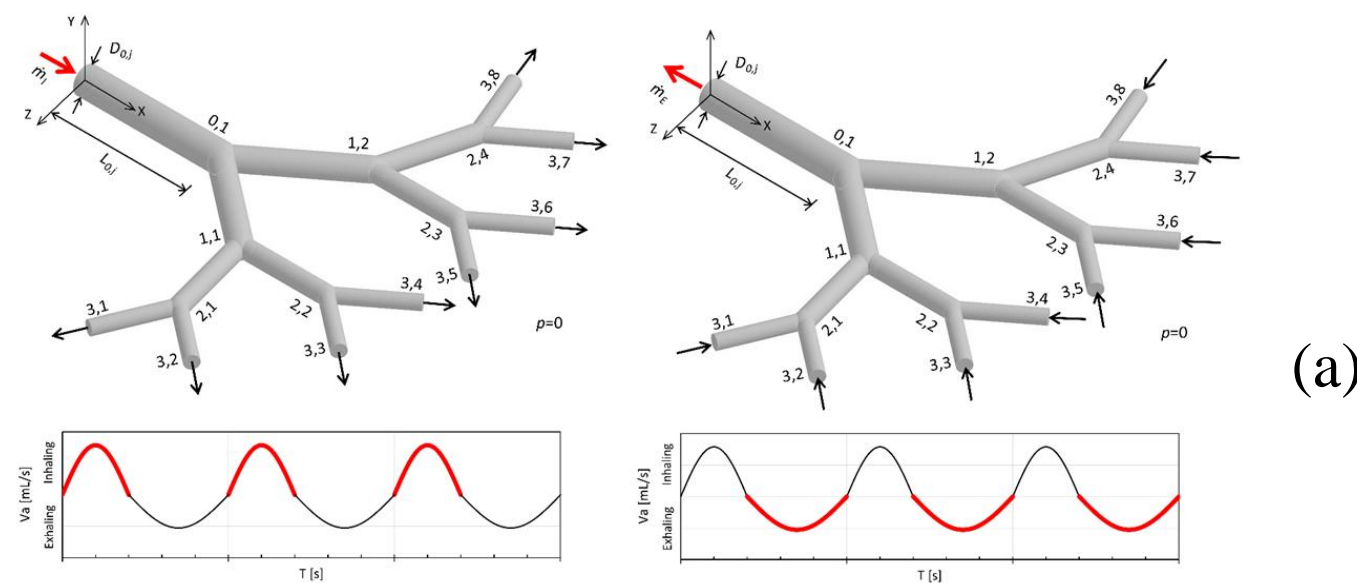 Y
D0,j
ṁI
Z
X
L0,j
0,1
1,2
3,8
2,4
3,7
3,6
2,3
3,5
1,1
3,1
2,1
3,2
2,2
3,4
3,3
p=0
D0,j
ṁE
Z
X
L0,j
0,1
1,2
3,8
2,4
3,7
3,6
2,3
3,5
1,1
3,1
2,1
3,2
2,2
3,4
3,3
p=0
(a)
Va [mL/s]
Exhaling
Inhaling
T [s]
Va [mL/s]
Exhaling
Inhaling
T [s]